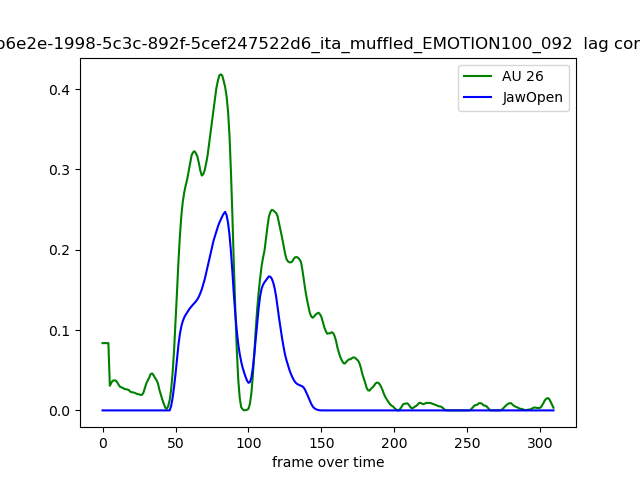 b6e2e-1998-5c3c-892f-5cef247522d6_ita_muffled_EMOTION100_092  lag cor
AU 26
JawOpen
0.4
0.3
0.2
0.1
0.0
0 50 100 150 200 250 300
frame over time